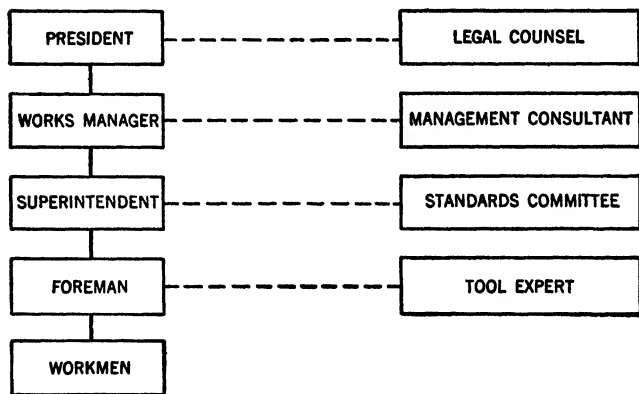 PRESIDENT
LEGAL COUNSEL
WORKS MANAGER
MANAGEMENT CONSULTANT
SUPERINTENDENT
STANDARDS COMMITTEE
FOREMAN
TOOL EXPERT
WORKMEN